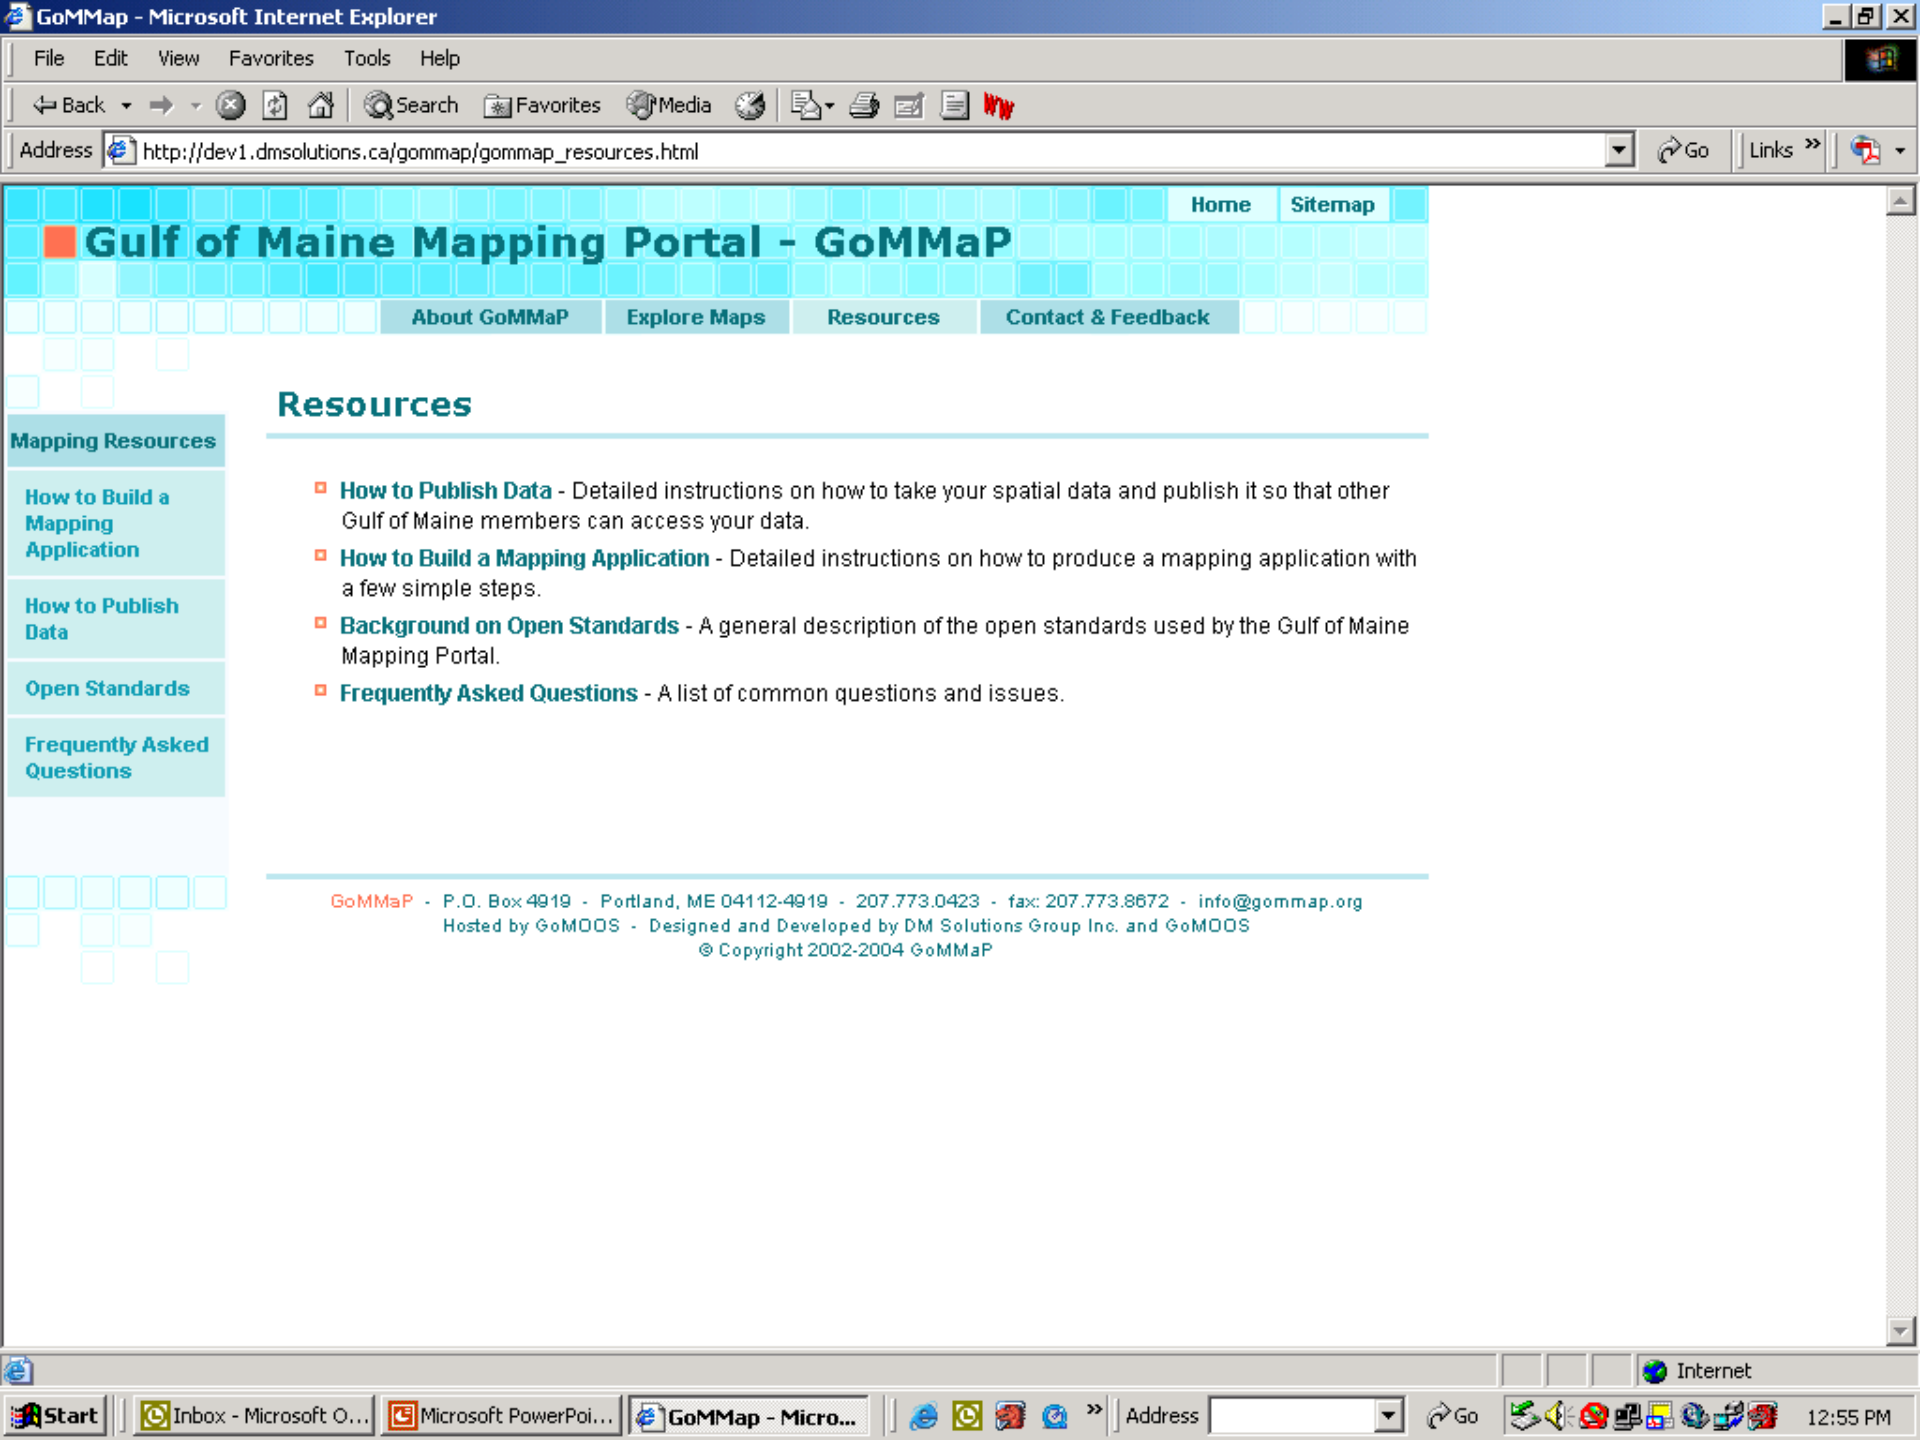 GoMMap - Microsoft Internet Explorer
File Edit View Favorites Tools Help
Back Search Favorites Media
Address http://dev1.dmsolutions.ca/gommap/gommap_resources.html Go Links »
Home Sitemap
Gulf of Maine Mapping Portal - GoMMaP
About GoMMaP Explore Maps Resources Contact & Feedback
Resources
Mapping Resources
How to Build a
Mapping
Application
How to Publish
Data
Open Standards
Frequently Asked
Questions
How to Publish Data - Detailed instructions on how to take your spatial data and publish it so that other
Gulf of Maine members can access your data.
How to Build a Mapping Application - Detailed instructions on how to produce a mapping application with
a few simple steps.
Background on Open Standards - A general description of the open standards used by the Gulf of Maine
Mapping Portal.
Frequently Asked Questions - A list of common questions and issues.
GoMMaP - P.O. Box 4919 - Portland, ME 04112-4919 - 207.773.0423 - fax: 207.773.8672 - info@gommap.org
Hosted by GoMOOS - Designed and Developed by DM Solutions Group Inc. and GoMOOS
© Copyright 2002-2004 GoMMaP
Internet
Start Inbox - Microsoft O... Microsoft PowerPoi... GoMMap - Micro... » Address Go 12:55 PM